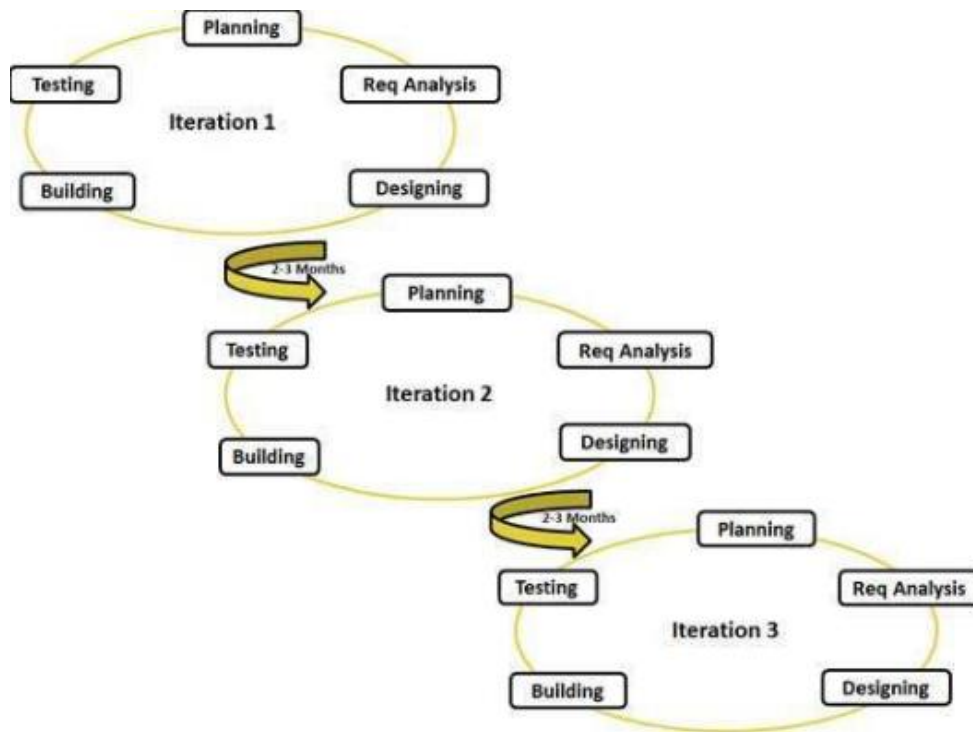 Planning
Testing
Req Analysis
Iteration 1
Building
Designing
2-3 Months
Planning
Testing
Req Analysis
Iteration 2
Building
Designing
2-3 Months
Planning
Testing
Req Analysis
Iteration 3
Building
Designing